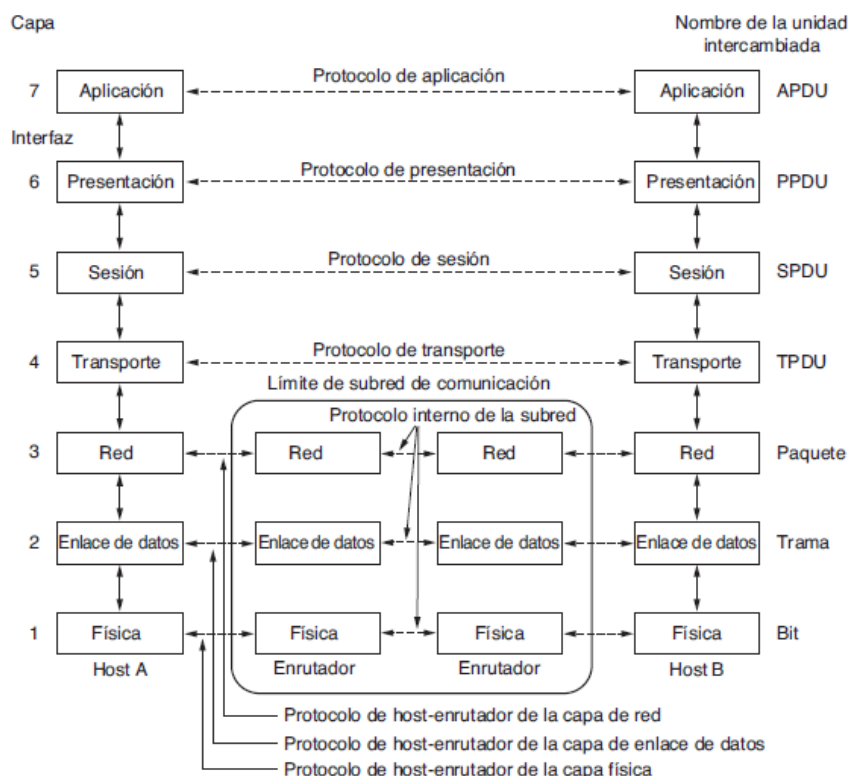 Capa
Nombre de la unidad
intercambiada
7 Aplicación Protocolo de aplicación Aplicación APDU
Interfaz
6 Presentación Protocolo de presentación Presentación PPDU
5 Sesión Protocolo de sesión Sesión SPDU
4 Transporte Protocolo de transporte Transporte TPDU
Límite de subred de comunicación
Protocolo interno de la subred
3 Red Red Red Red Paquete
2 Enlace de datos Enlace de datos Enlace de datos Enlace de datos Trama
1 Física Física Física Física Bit
Host A Enrutador Enrutador Host B
Protocolo de host-enrutador de la capa de red
Protocolo de host-enrutador de la capa de enlace de datos
Protocolo de host-enrutador de la capa física